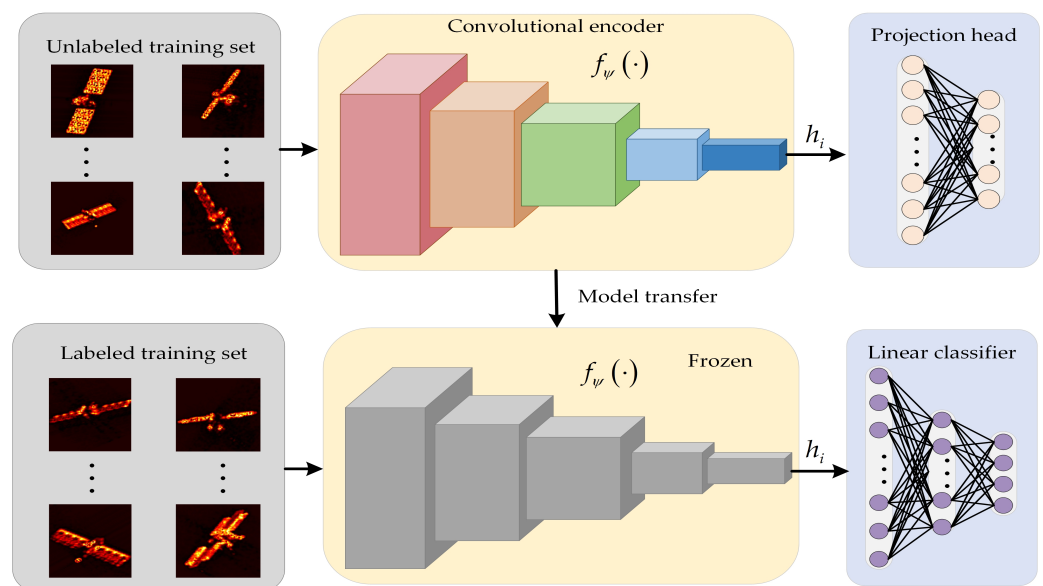 Unlabeled training set
Convolutional encoder
f_ψ(·)
h_i
Projection head
Model transfer
Labeled training set
f_ψ(·)
Frozen
h_i
Linear classifier